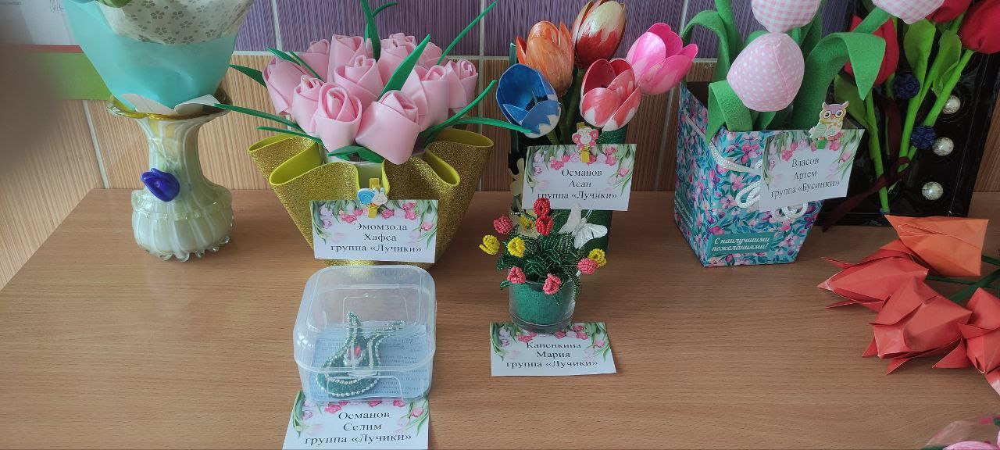 Эмомзода
Хафса
группа «Лучики»
Османов
Асан
группа «Лучики»
Власов
Артем
группа «Бусинки»
С наилучшими
пожеланиями!
Капенкина
Мария
группа «Лучики»
Османов
Селим
группа «Лучики»